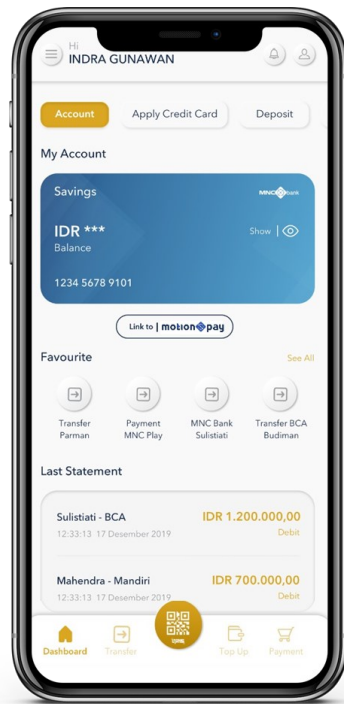 Hi
INDRA GUNAWAN
Account Apply Credit Card Deposit
My Account
Savings MNC bank
IDR *** Show
Balance
1234 5678 9101
Link to motion pay
Favourite See All
Transfer Parman
Payment MNC Play
MNC Bank Sulistiati
Transfer BCA Budiman
Last Statement
Sulistiati - BCA IDR 1.200.000,00
12:33:13 17 Desember 2019 Debit
Mahendra - Mandiri IDR 700.000,00
12:33:13 17 Desember 2019 Debit
Dashboard Transfer Top Up Payment